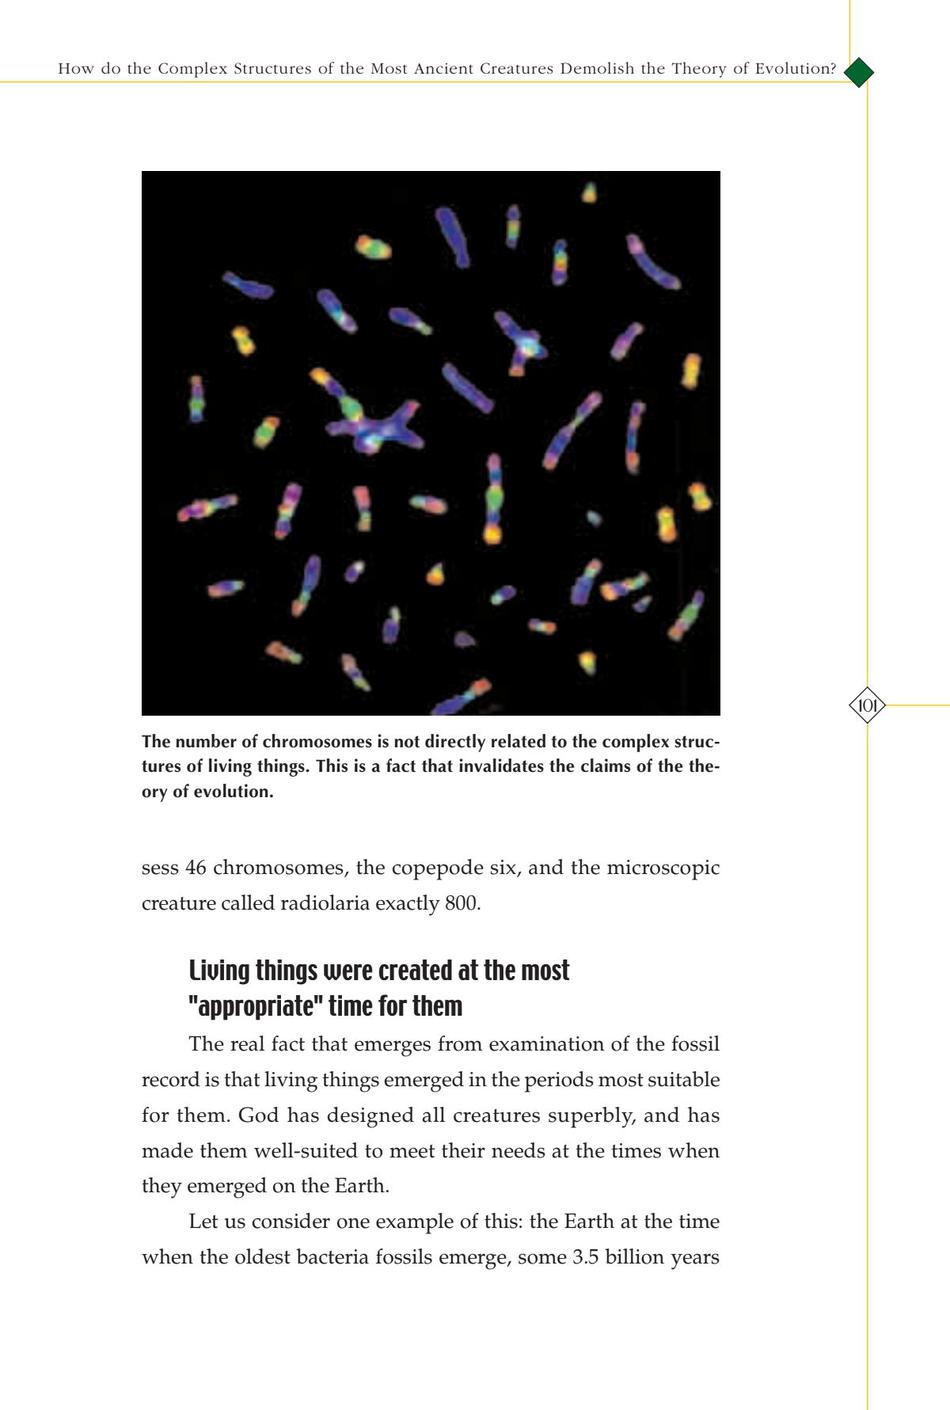 How do the Complex Structures of the Most Ancient Creatures Demolish the Theory of Evolution?
The number of chromosomes is not directly related to the complex struc-
tures of living things. This is a fact that invalidates the claims of the the-
ory of evolution.
101
sess 46 chromosomes, the copepode six, and the microscopic
creature called radiolaria exactly 800.
Living things were created at the most
"appropriate" time for them
The real fact that emerges from examination of the fossil
record is that living things emerged in the periods most suitable
for them. God has designed all creatures superbly, and has
made them well-suited to meet their needs at the times when
they emerged on the Earth.
Let us consider one example of this: the Earth at the time
when the oldest bacteria fossils emerge, some 3.5 billion years